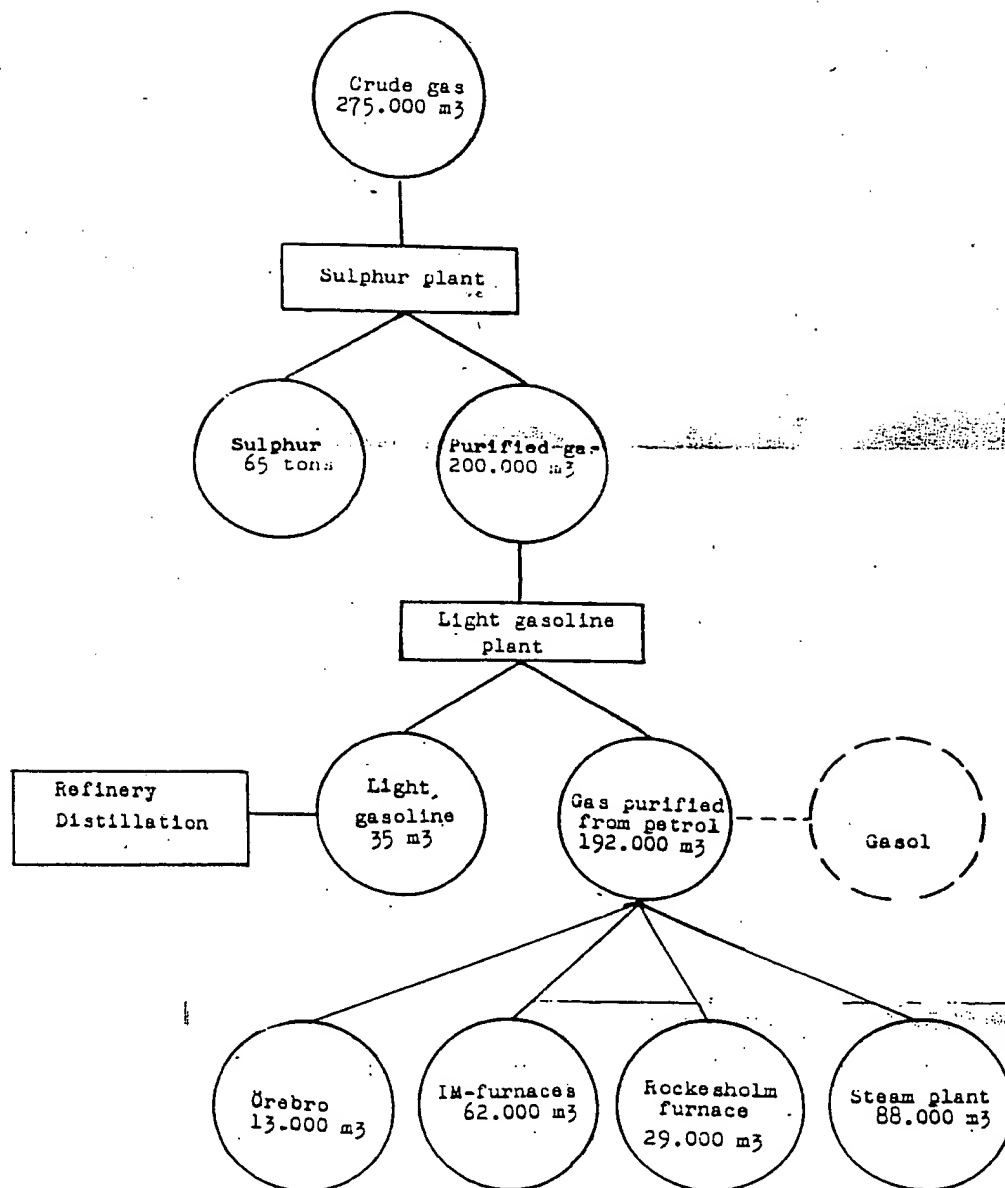 Crude gas
275.000 m3
Sulphur plant
Sulphur
65 tons
Purified gas
200.000 m3
Light gasoline
plant
Refinery
Distillation
Light
gasoline
35 m3
Gas purified
from petrol
192.000 m3
Gasol
Örebro
13.000 m3
IM-furnaces
62.000 m3
Rockesholm
furnace
29.000 m3
Steam plant
88.000 m3